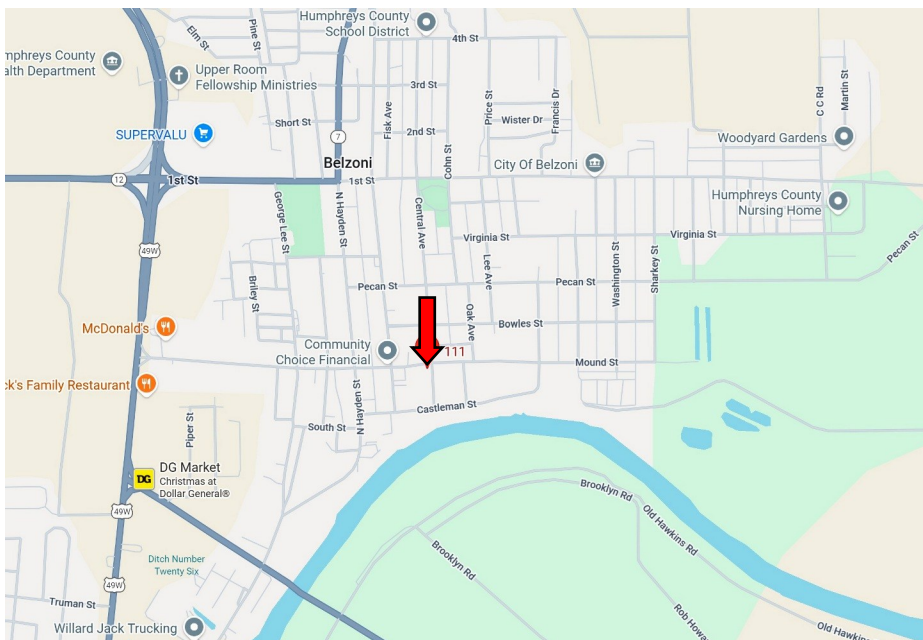 Humphreys County
School District
4th St
Elm St
Pine St
mphreys County
alth Department
Upper Room
Fellowship Ministries
3rd St
Fisk Ave
Price St
Francis Dr
C C Rd
Martin St
Short St
2nd St
Wister Dr
SUPERVALU
7
Woodyard Gardens
Belzoni
Cohn St
City Of Belzoni
12
1st St
1st St
Humphreys County
Nursing Home
George Lee St
N Hayden St
Central Ave
Virginia St
Virginia St
49W
Lee Ave
Washington St
Sharkey St
Pecan St
Briley St
Pecan St
Pecan St
Oak Ave
McDonald's
Bowles St
Community
Choice Financial
111
Mound St
ck's Family Restaurant
N Hayden St
Castleman St
Piper St
South St
DG
DG Market
Christmas at
Dollar General®
Brooklyn Rd
49W
Old Hawkins Rd
Ditch Number
Twenty Six
Brooklyn Rd
49W
Truman St
Rob Howa
Willard Jack Trucking
Old Hawkins